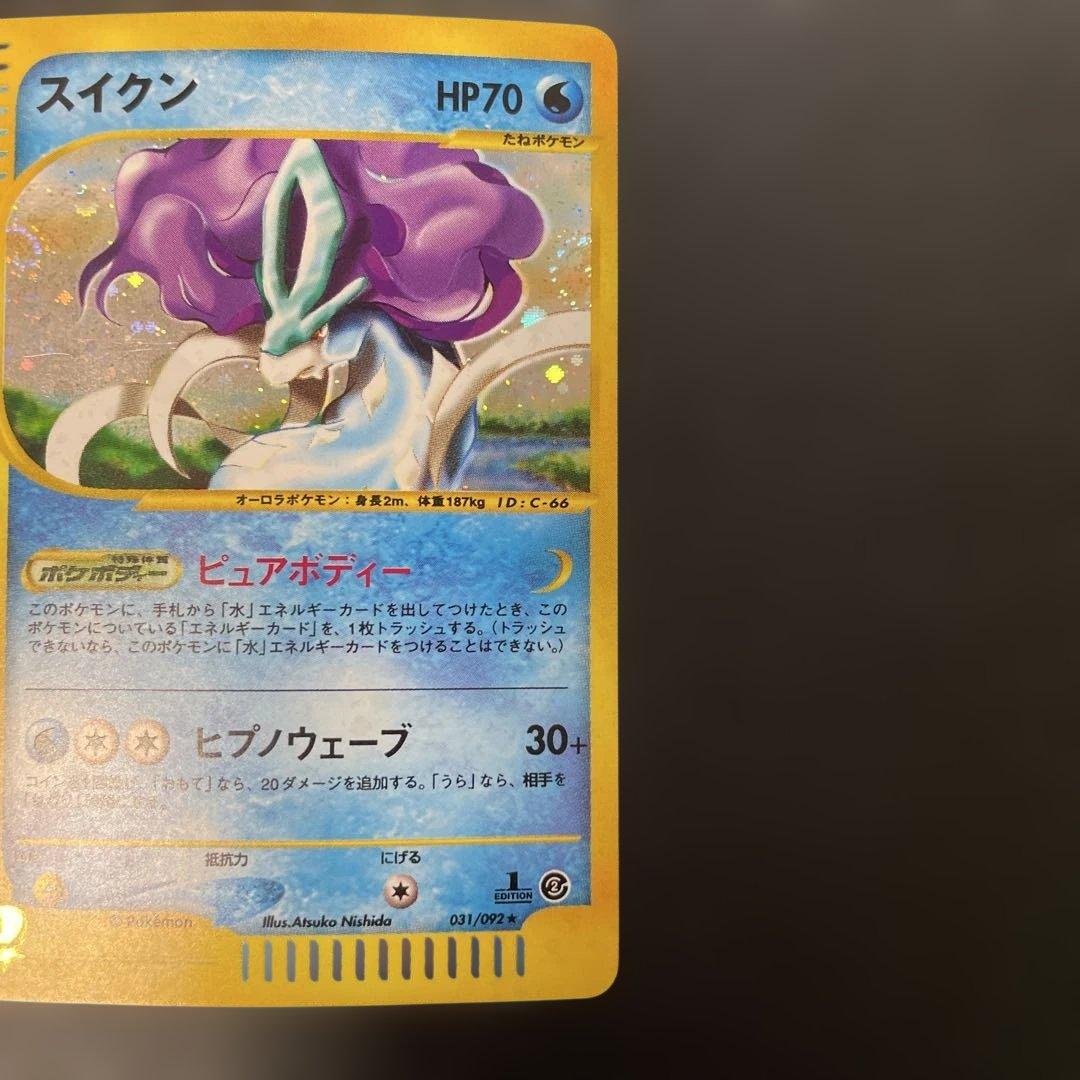 スイクン HP70
たねポケモン
オーロラポケモン：身長2m、体重187kg ID:C-66
特殊体質
ポケボディー ピュアボディー
このポケモンに、手札から「水」エネルギーカードを出してつけたとき、この
ポケモンについている「エネルギーカード」を、1枚トラッシュする。（トラッシュ
できないなら、このポケモンに「水」エネルギーカードをつけることはできない。）
ヒプノウェーブ 30+
「おもて」なら、20ダメージを追加する。「うら」なら、相手を
抵抗力 にげる
1 EDITION 2
© Pokémon Illus.Atsuko Nishida 031/092★